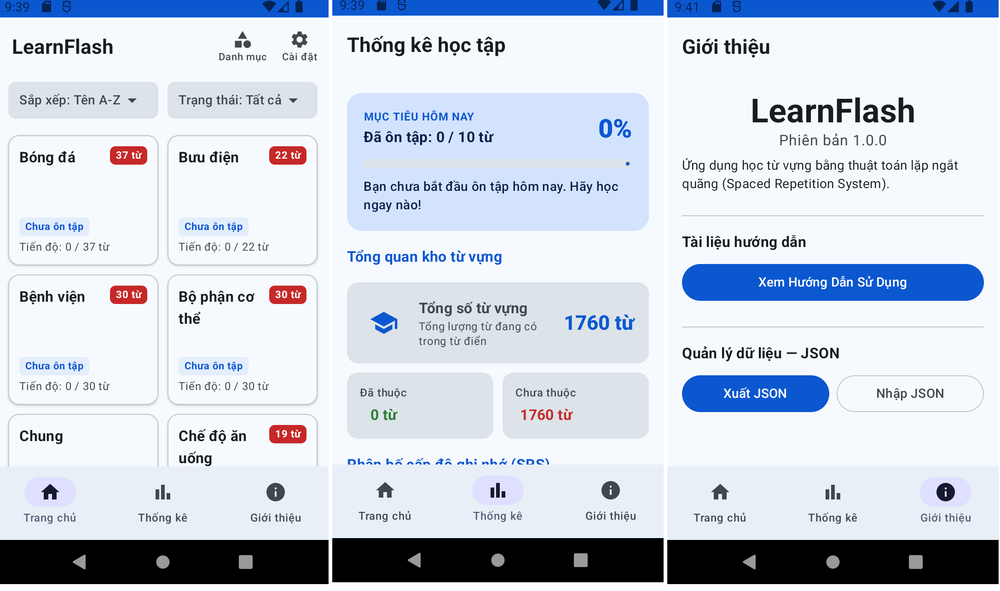 9:39
LearnFlash
Danh mục
Cài đặt
Sắp xếp: Tên A-Z
Trạng thái: Tất cả
Bóng đá
37 từ
Chưa ôn tập
Tiến độ: 0 / 37 từ
Bưu điện
22 từ
Chưa ôn tập
Tiến độ: 0 / 22 từ
Bệnh viện
30 từ
Chưa ôn tập
Tiến độ: 0 / 30 từ
Bộ phận cơ
thể
30 từ
Chưa ôn tập
Tiến độ: 0 / 30 từ
Chung
Chế độ ăn
uống
19 từ
Trang chủ
Thống kê
Giới thiệu
9:39
Thống kê học tập
MỤC TIÊU HÔM NAY
Đã ôn tập: 0 / 10 từ
0%
Bạn chưa bắt đầu ôn tập hôm nay. Hãy học
ngay nào!
Tổng quan kho từ vựng
Tổng số từ vựng
Tổng lượng từ đang có
trong từ điển
1760 từ
Đã thuộc
0 từ
Chưa thuộc
1760 từ
Phân bố cấp độ ghi nhớ (SRS)
Trang chủ
Thống kê
Giới thiệu
9:41
Giới thiệu
LearnFlash
Phiên bản 1.0.0
Ứng dụng học từ vựng bằng thuật toán lặp ngắt
quãng (Spaced Repetition System).
Tài liệu hướng dẫn
Xem Hướng Dẫn Sử Dụng
Quản lý dữ liệu — JSON
Xuất JSON
Nhập JSON
Trang chủ
Thống kê
Giới thiệu